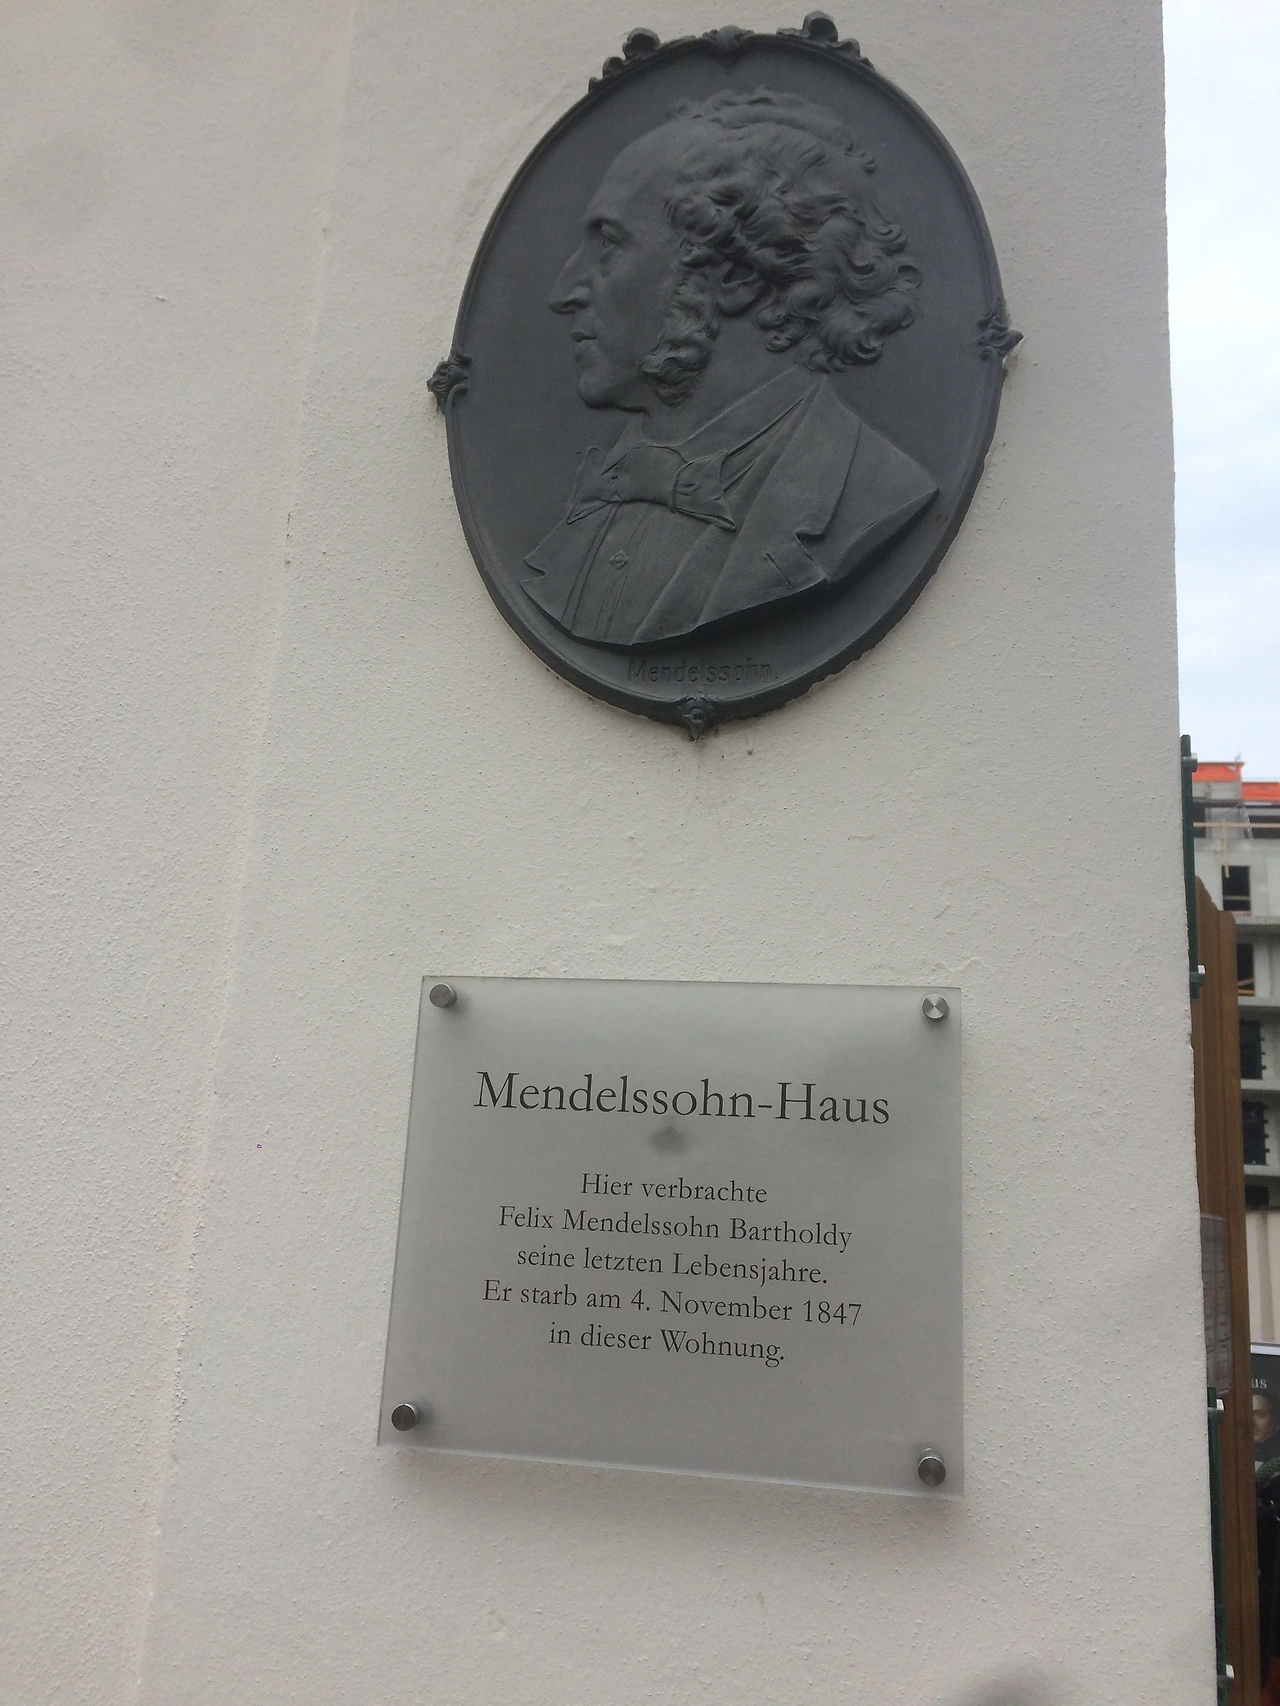 Mendelssohn.
Mendelssohn-Haus
Hier verbrachte
Felix Mendelssohn Bartholdy
seine letzten Lebensjahre.
Er starb am 4. November 1847
in dieser Wohnung.
us